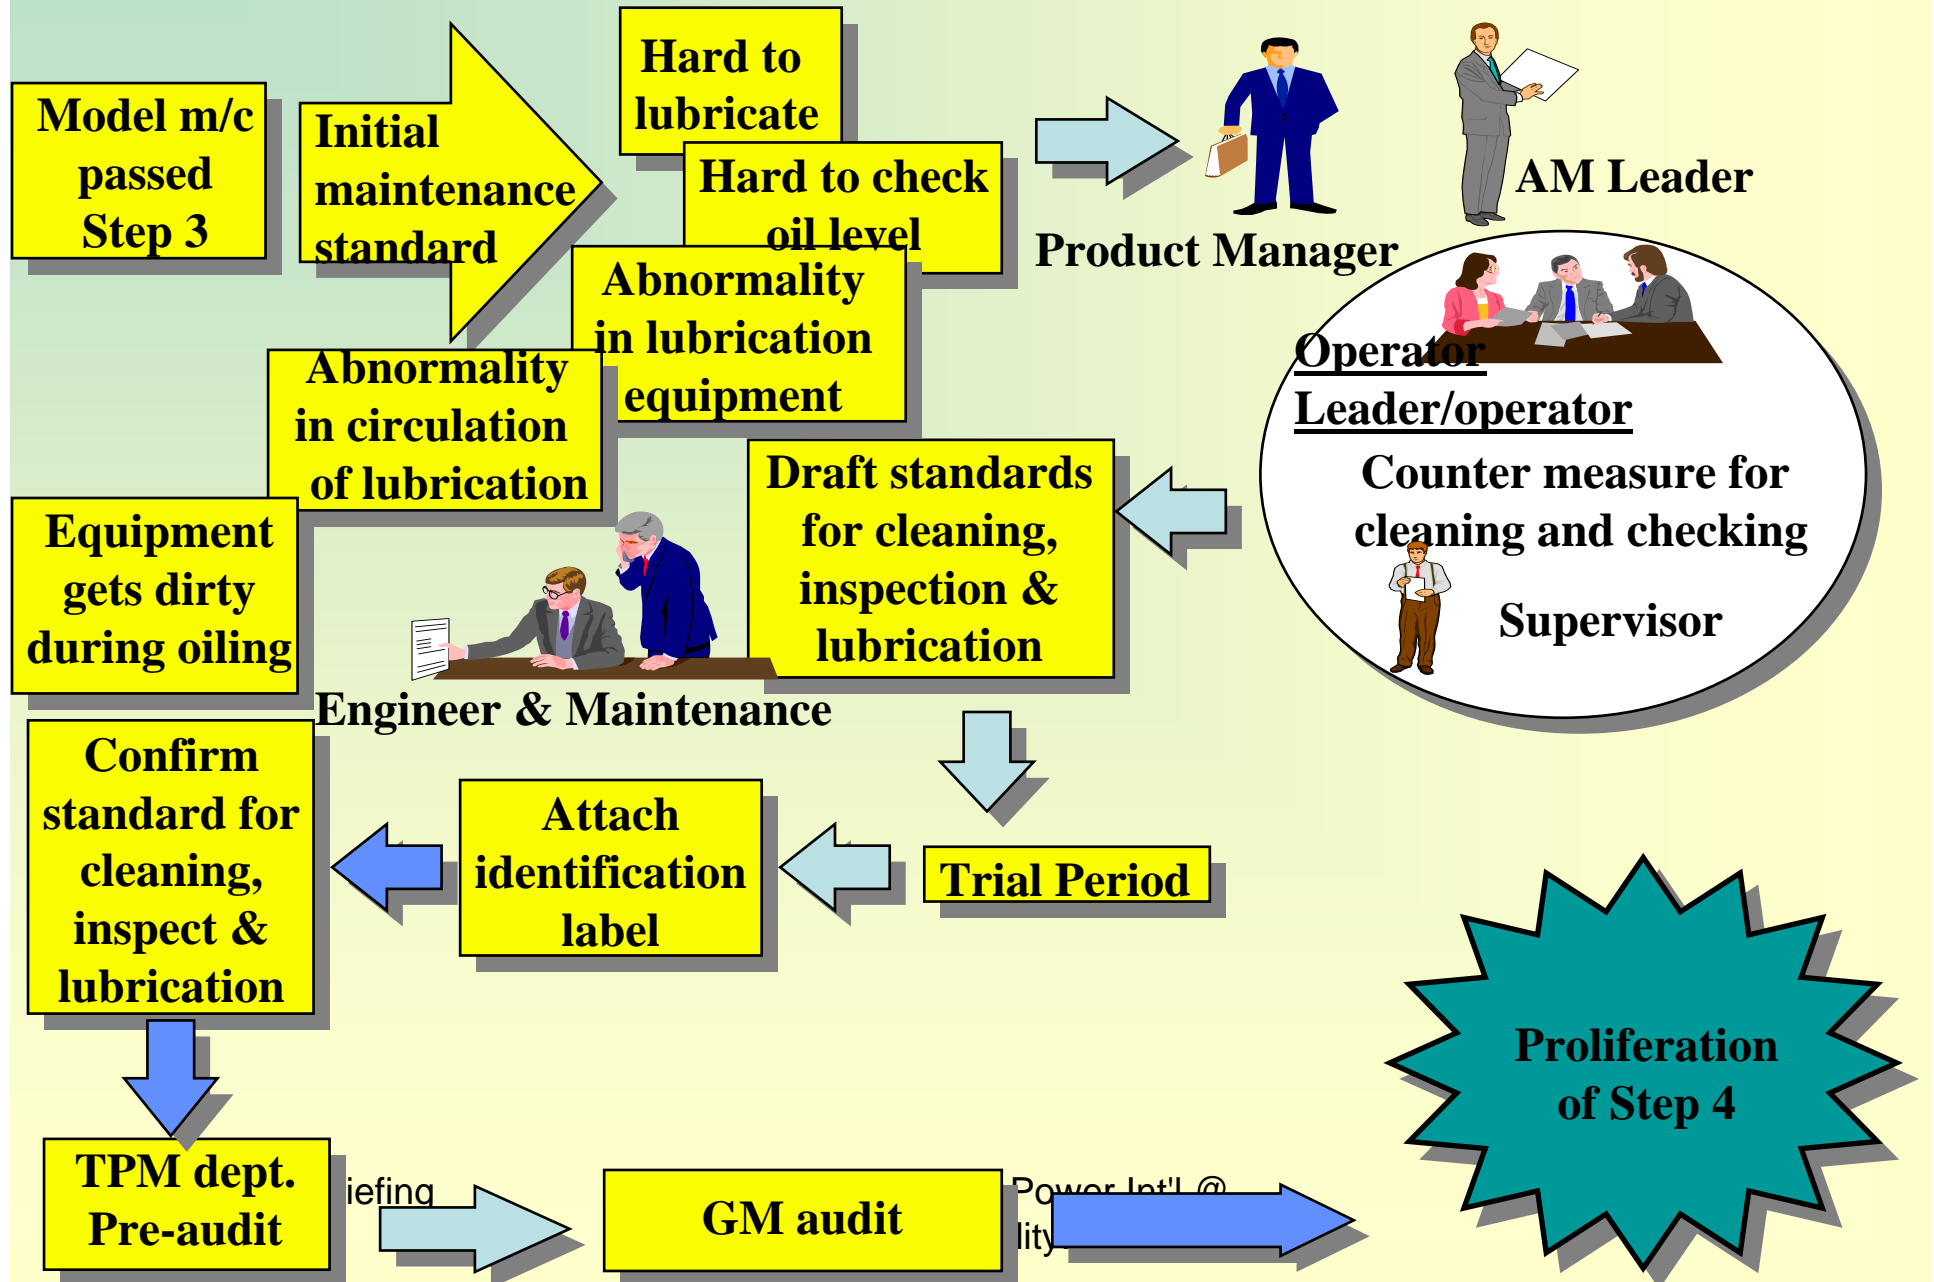 Model m/c
passed
Step 3
Initial
maintenance
standard
Hard to
lubricate
Hard to check
oil level
Abnormality
in lubrication
equipment
Abnormality
in circulation
of lubrication
Equipment
gets dirty
during oiling
Engineer & Maintenance
Product Manager
AM Leader
Operator
Leader/operator
Counter measure for
cleaning and checking
Supervisor
Draft standards
for cleaning,
inspection &
lubrication
Trial Period
Attach
identification
label
Confirm
standard for
cleaning,
inspect &
lubrication
TPM dept.
Pre-audit
GM audit
Power Int'l @
Proliferation
of Step 4